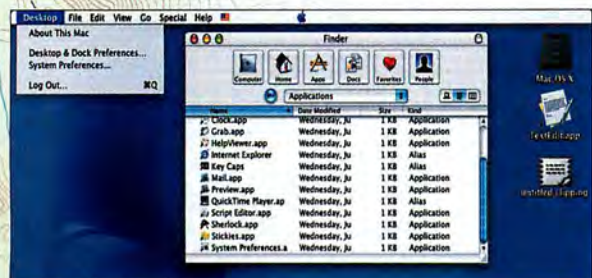 Desktop File Edit View Go Special Help
About This Mac
Desktop & Dock Preferences...
System Preferences...
Log Out... ⌘Q
Finder
Computer Home Apps Docs Favorites People
Applications
Name Date Modified Size Kind
Clock.app Wednesday, Ju 1 KB Application
Grab.app Wednesday, Ju 1 KB Application
HelpViewer.app Wednesday, Ju 1 KB Application
Internet Explorer Wednesday, Ju 1 KB Alias
Key Caps Wednesday, Ju 1 KB Alias
Mail.app Wednesday, Ju 1 KB Application
Preview.app Wednesday, Ju 1 KB Application
QuickTime Player.ap Wednesday, Ju 1 KB Alias
Script Editor.app Wednesday, Ju 1 KB Application
Sherlock.app Wednesday, Ju 1 KB Application
Stickies.app Wednesday, Ju 1 KB Application
System Preferences.a Wednesday, Ju 1 KB Application
Mac OS X
TextEdit.app
untitled clipping